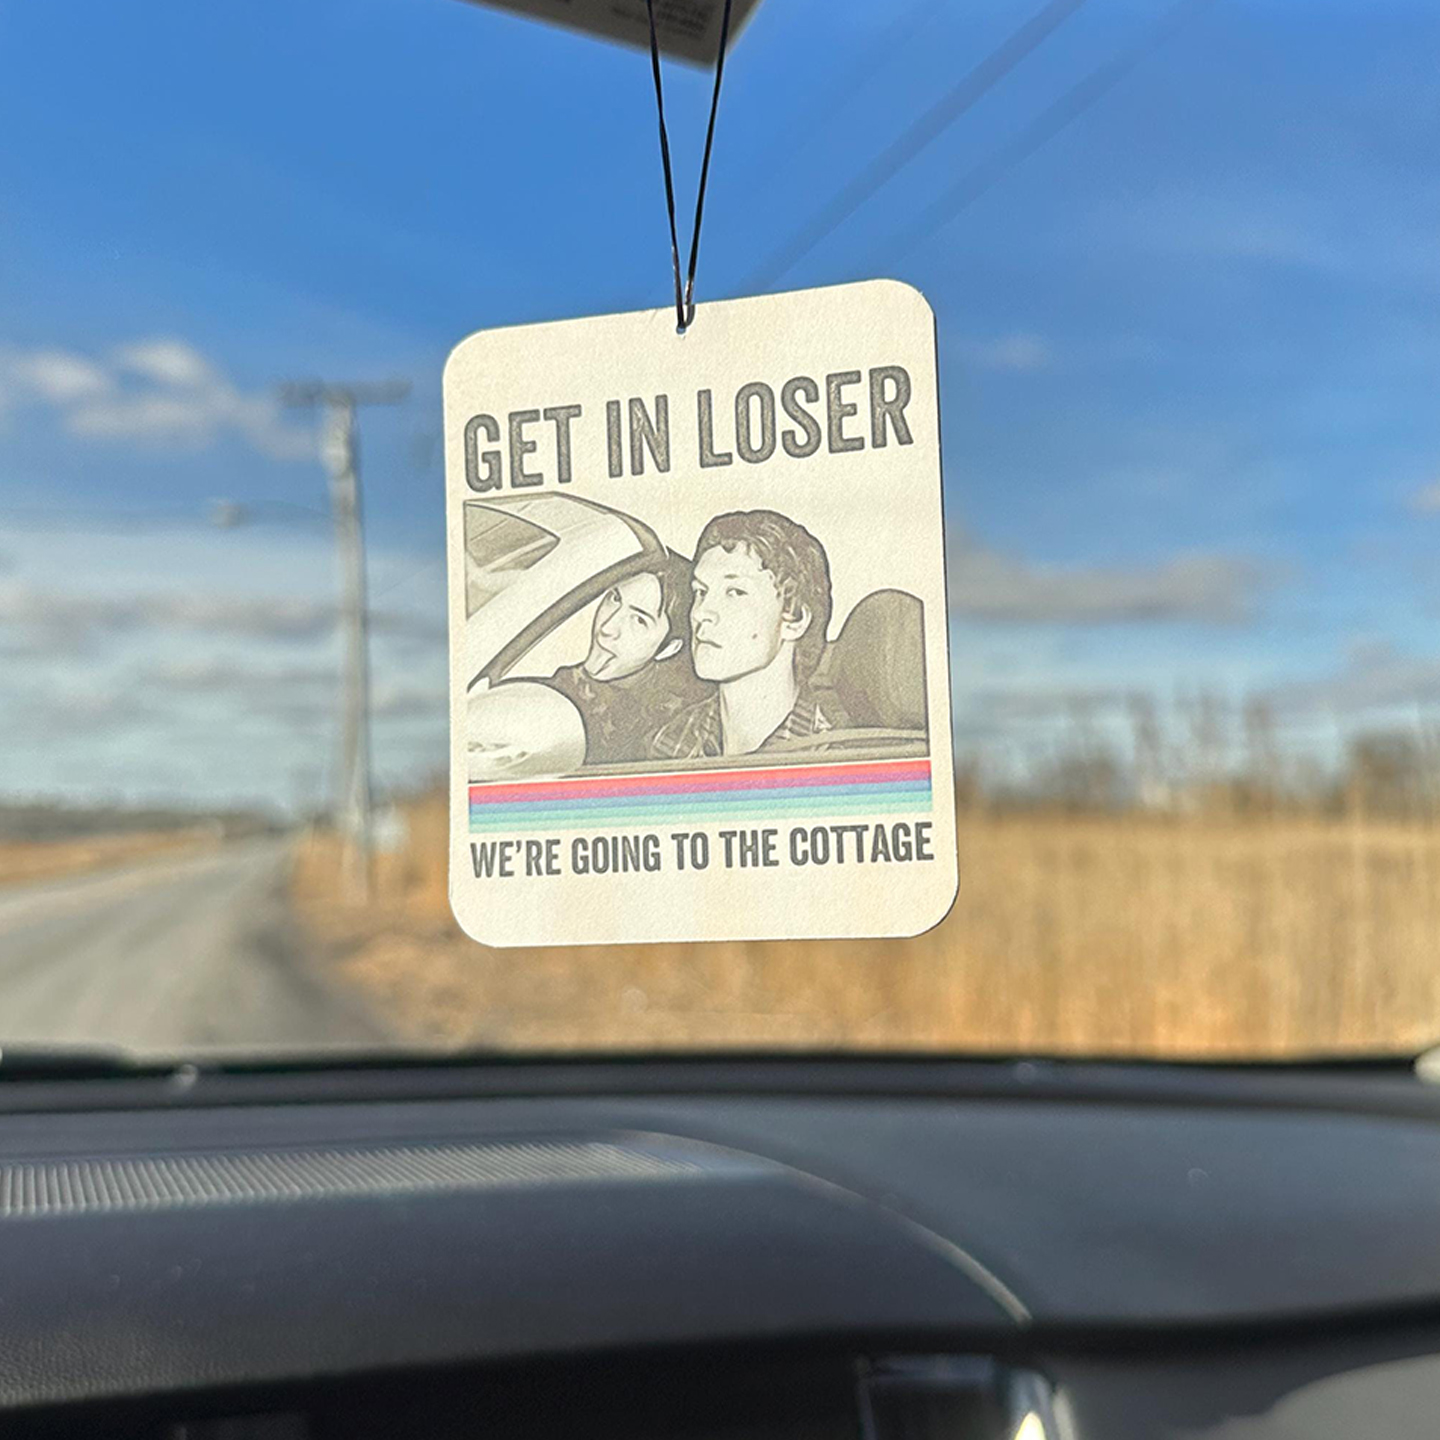 GET IN LOSER
WE'RE GOING TO THE COTTAGE